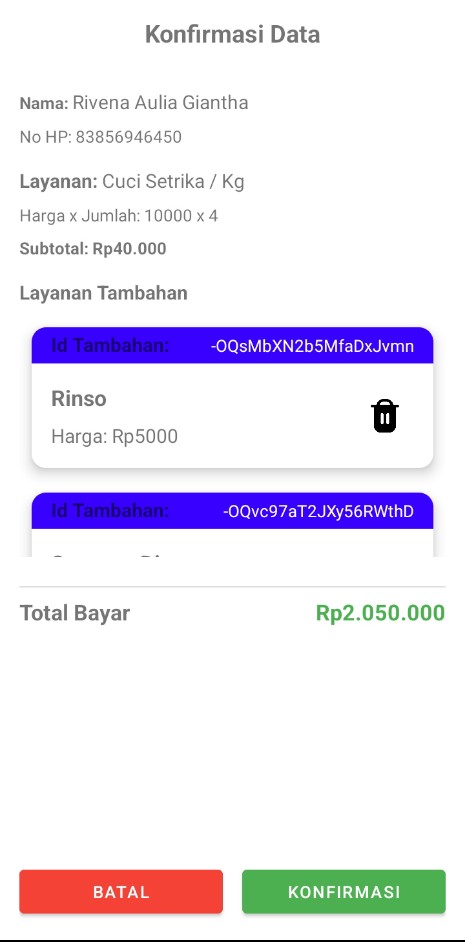 Konfirmasi Data
Nama: Rivena Aulia Giantha
No HP: 83856946450
Layanan: Cuci Setrika / Kg
Harga x Jumlah: 10000 x 4
Subtotal: Rp40.000
Layanan Tambahan
Id Tambahan: -OQsMbXN2b5MfaDxJvmn
Rinso
Harga: Rp5000
Id Tambahan: -OQvc97aT2JXy56RWthD
Total Bayar Rp2.050.000
BATAL KONFIRMASI